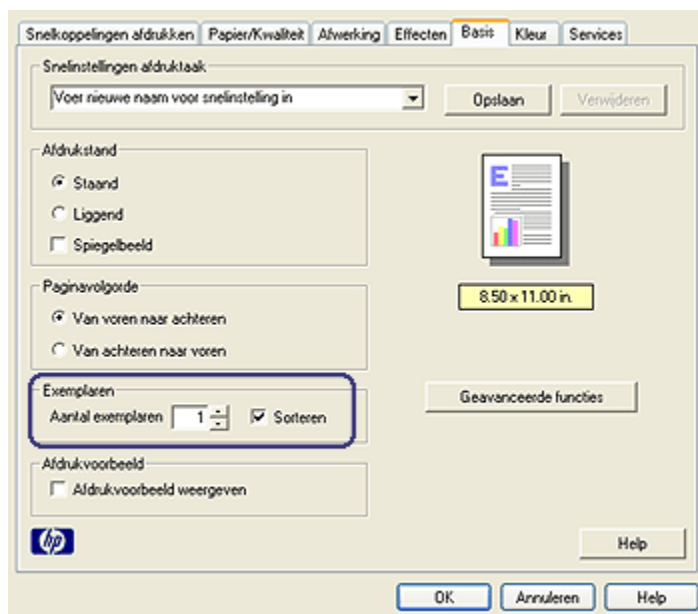 Snelkoppelingen afdrukken Papier/Kwaliteit Afwerking Effecten Basis Kleur Services
Snelinstellingen afdruktaak
Voer nieuwe naam voor snelinstelling in Opslaan Verwijderen
Afdrukstand
Staand
Liggend
Spiegelbeeld
E
8.50 x 11.00 in.
Paginavolgorde
Van voren naar achteren
Van achteren naar voren
Exemplaren
Aantal exemplaren 1 Sorteren
Geavanceerde functies
Afdrukvoorbeeld
Afdrukvoorbeeld weergeven
hp
Help
OK Annuleren Help